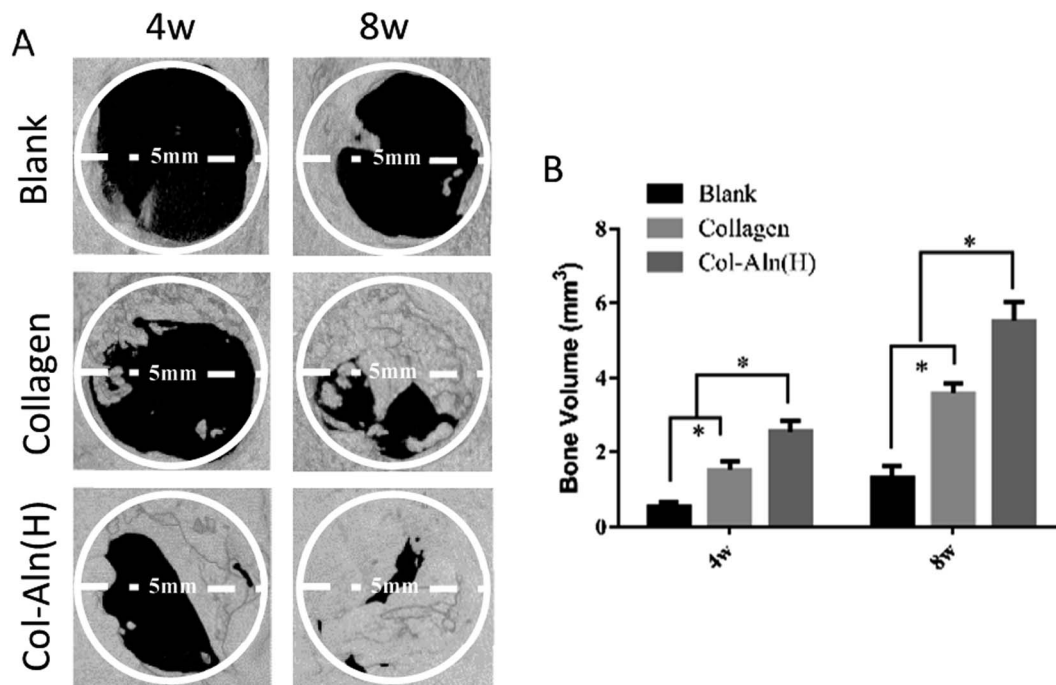 A
4w
8w
Blank
5mm
5mm
Collagen
5mm
5mm
Col-Aln(H)
5mm
5mm
B
Blank
Collagen
Col-Aln(H)
Bone Volume (mm³)
8
6
4
2
0
*
*
*
*
4w
8w